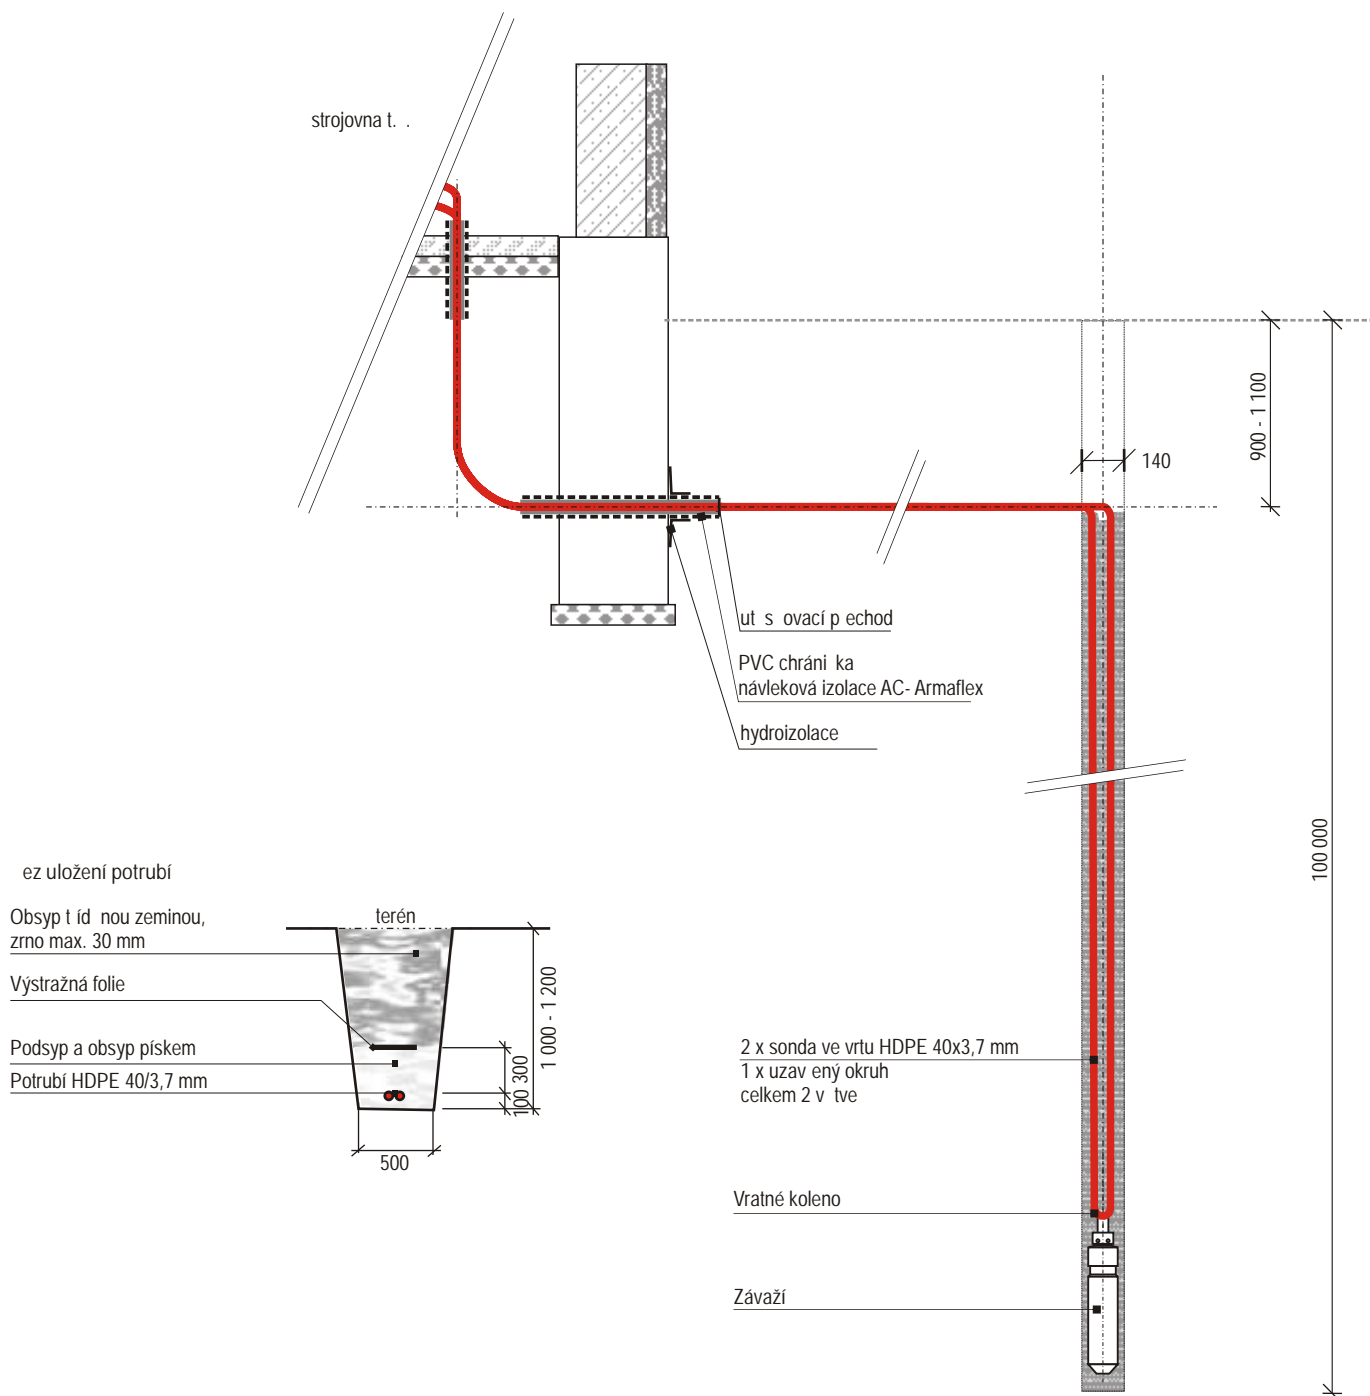 strojovna t. .
900 - 1 100
140
ut s ovací p echod
PVC chrání ka
návleková izolace AC- Armaflex
hydroizolace
100 000
ez uložení potrubí
Obsyp t íd nou zeminou,
zrno max. 30 mm
terén
Výstražná folie
1 000 - 1 200
Podsyp a obsyp pískem
Potrubí HDPE 40/3,7 mm
100 300
500
2 x sonda ve vrtu HDPE 40x3,7 mm
1 x uzav ený okruh
celkem 2 v tve
Vratné koleno
Závaží